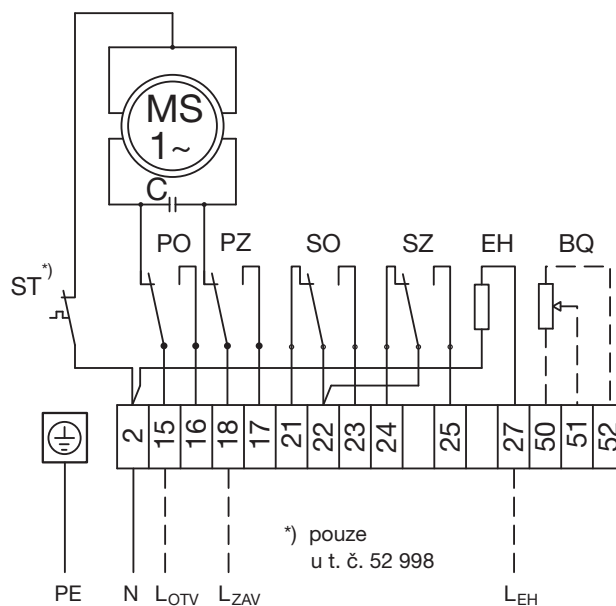 MS
1~
C
PO PZ SO SZ EH BQ
ST*)
2 15 16 18 17 21 22 23 24 25 27 50 51 52
*) pouze
u t. č. 52 998
PE N LOTV LZAV LEH